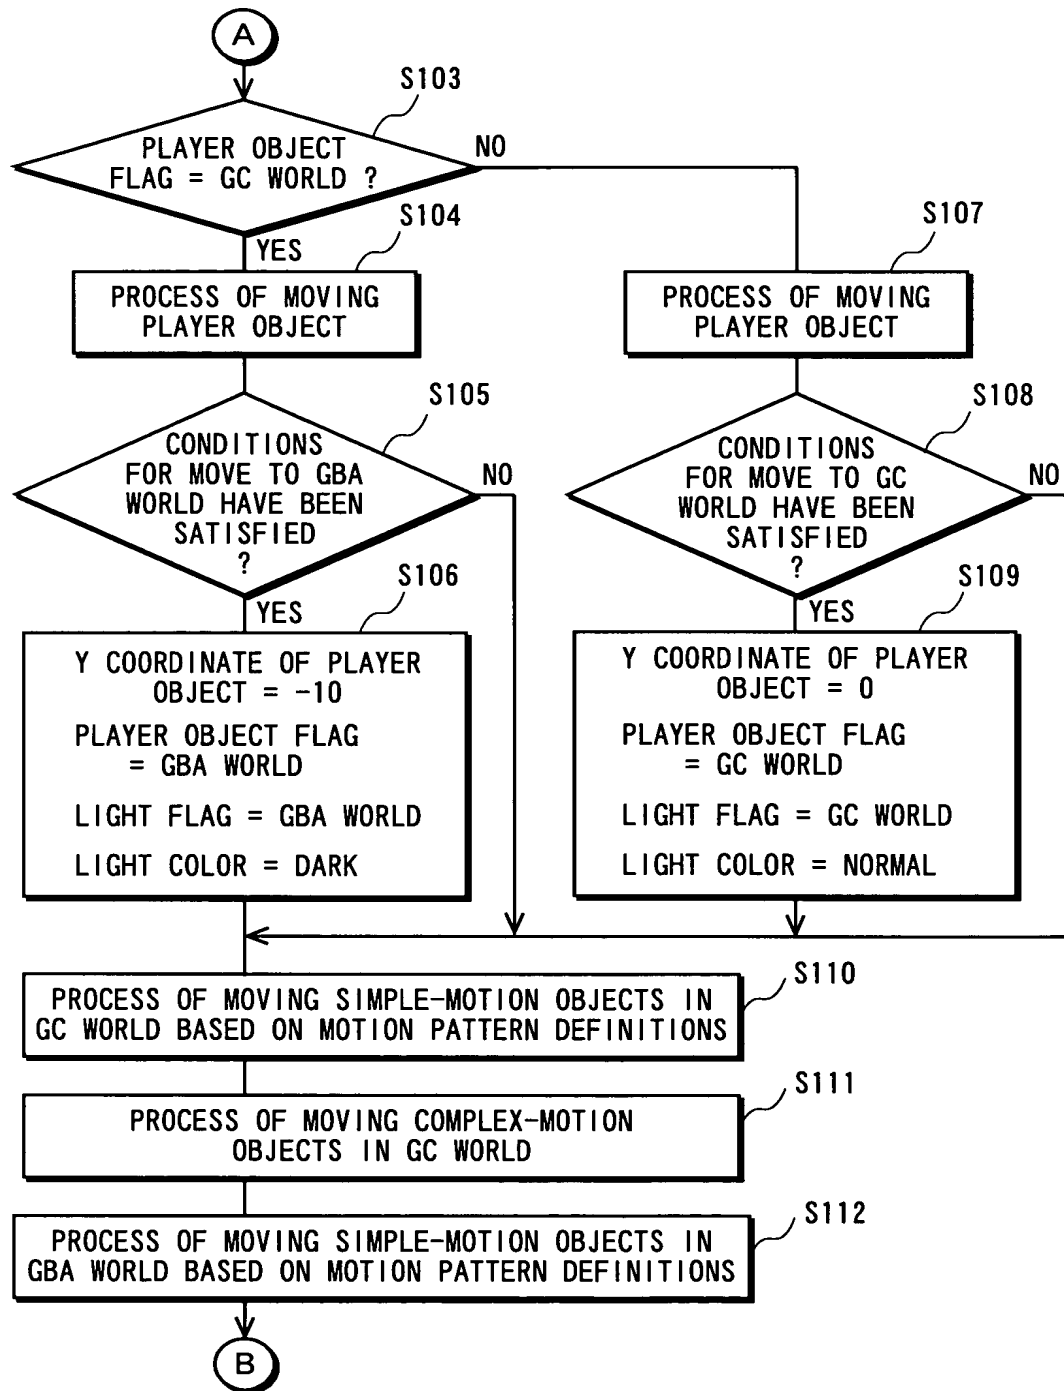 A
S103
PLAYER OBJECT
FLAG = GC WORLD ?
NO
YES
S104
PROCESS OF MOVING
PLAYER OBJECT
S107
PROCESS OF MOVING
PLAYER OBJECT
S105
CONDITIONS
FOR MOVE TO GBA
WORLD HAVE BEEN
SATISFIED
?
NO
YES
S108
CONDITIONS
FOR MOVE TO GC
WORLD HAVE BEEN
SATISFIED
?
NO
YES
S106
Y COORDINATE OF PLAYER
OBJECT = -10
PLAYER OBJECT FLAG
= GBA WORLD
LIGHT FLAG = GBA WORLD
LIGHT COLOR = DARK
S109
Y COORDINATE OF PLAYER
OBJECT = 0
PLAYER OBJECT FLAG
= GC WORLD
LIGHT FLAG = GC WORLD
LIGHT COLOR = NORMAL
S110
PROCESS OF MOVING SIMPLE-MOTION OBJECTS IN
GC WORLD BASED ON MOTION PATTERN DEFINITIONS
S111
PROCESS OF MOVING COMPLEX-MOTION
OBJECTS IN GC WORLD
S112
PROCESS OF MOVING SIMPLE-MOTION OBJECTS IN
GBA WORLD BASED ON MOTION PATTERN DEFINITIONS
B